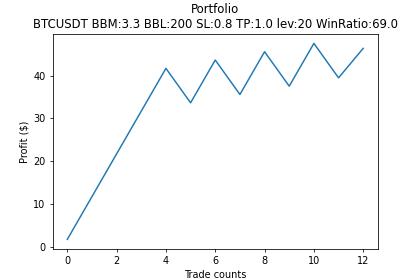 Portfolio
BTCUSDT BBM:3.3 BBL:200 SL:0.8 TP:1.0 lev:20 WinRatio:69.0
Profit ($)
40
30
20
10
0
0 2 4 6 8 10 12
Trade counts